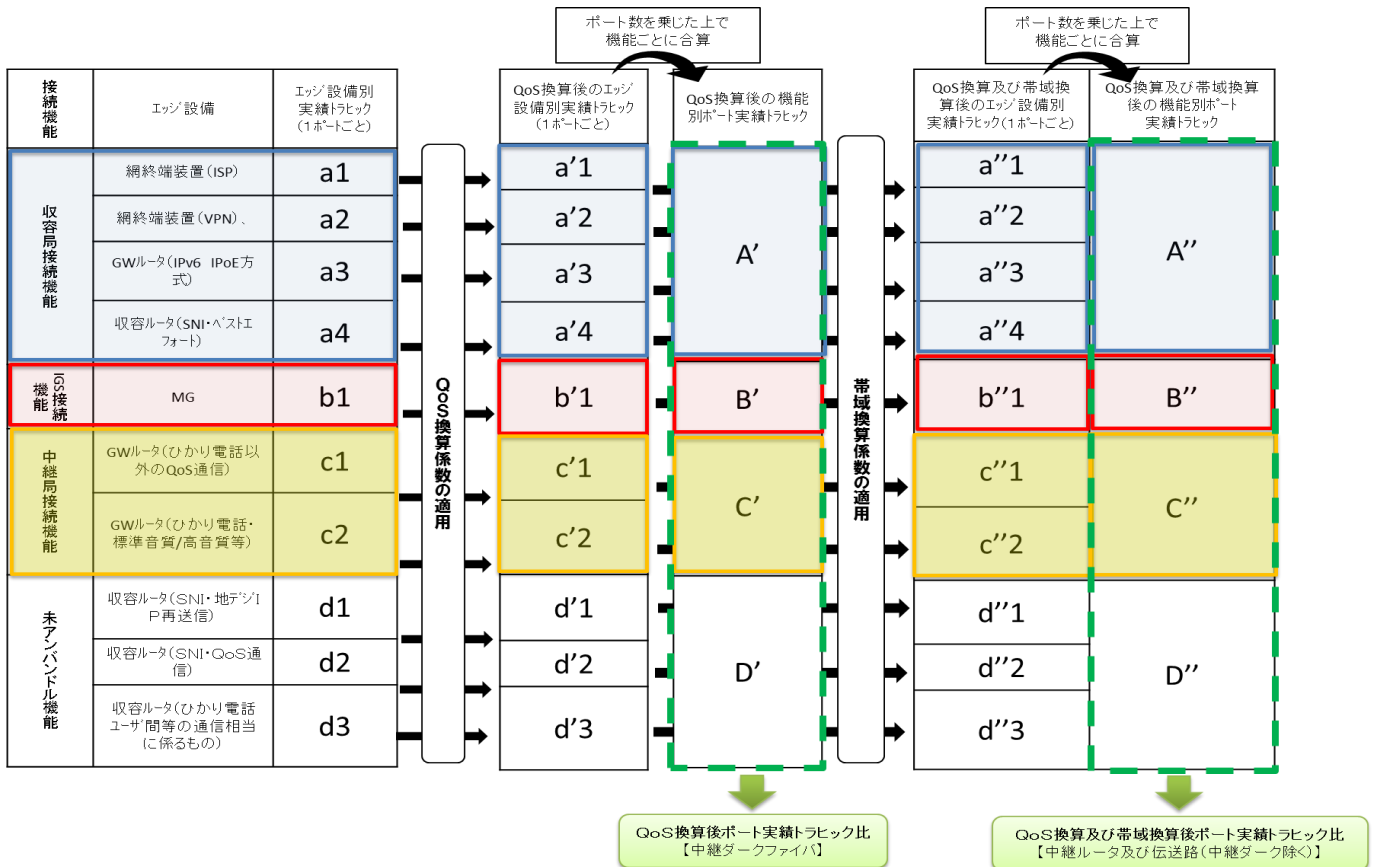 ポート数を乗じた上で
機能ごとに合算
ポート数を乗じた上で
機能ごとに合算
接続機能
エッジ設備
エッジ設備別
実績トラヒック
(1ポートごと)
QoS換算後のエッジ
設備別実績トラヒック
(1ポートごと)
QoS換算後の機能
別ポート実績トラヒック
QoS換算及び帯域換
算後のエッジ設備別
実績トラヒック(1ポートごと)
QoS換算及び帯域換算
後の機能別ポート
実績トラヒック
収容局接続機能
網終端装置(ISP)
a1
網終端装置(VPN)、
a2
GWルータ(IPv6 IPoE方
式)
a3
収容ルータ(SNI・ベストエ
フォート)
a4
IGS接続
機能
MG
b1
中継局接続機能
GWルータ(ひかり電話以
外のQoS通信)
c1
GWルータ(ひかり電話・
標準音質/高音質等)
c2
未アンバンドル機能
収容ルータ(SNI・地デジI
P再送信)
d1
収容ルータ(SNI・QoS通
信)
d2
収容ルータ(ひかり電話
ユーザ間等の通信相当
に係るもの)
d3
QoS換算係数の適用
a'1
a'2
a'3
a'4
b'1
c'1
c'2
d'1
d'2
d'3
A'
B'
C'
D'
帯域換算係数の適用
a''1
a''2
a''3
a''4
b''1
c''1
c''2
d''1
d''2
d''3
A''
B''
C''
D''
QoS換算後ポート実績トラヒック比
【中継ダークファイバ】
QoS換算及び帯域換算後ポート実績トラヒック比
【中継ルータ及び伝送路(中継ダーク除く)】